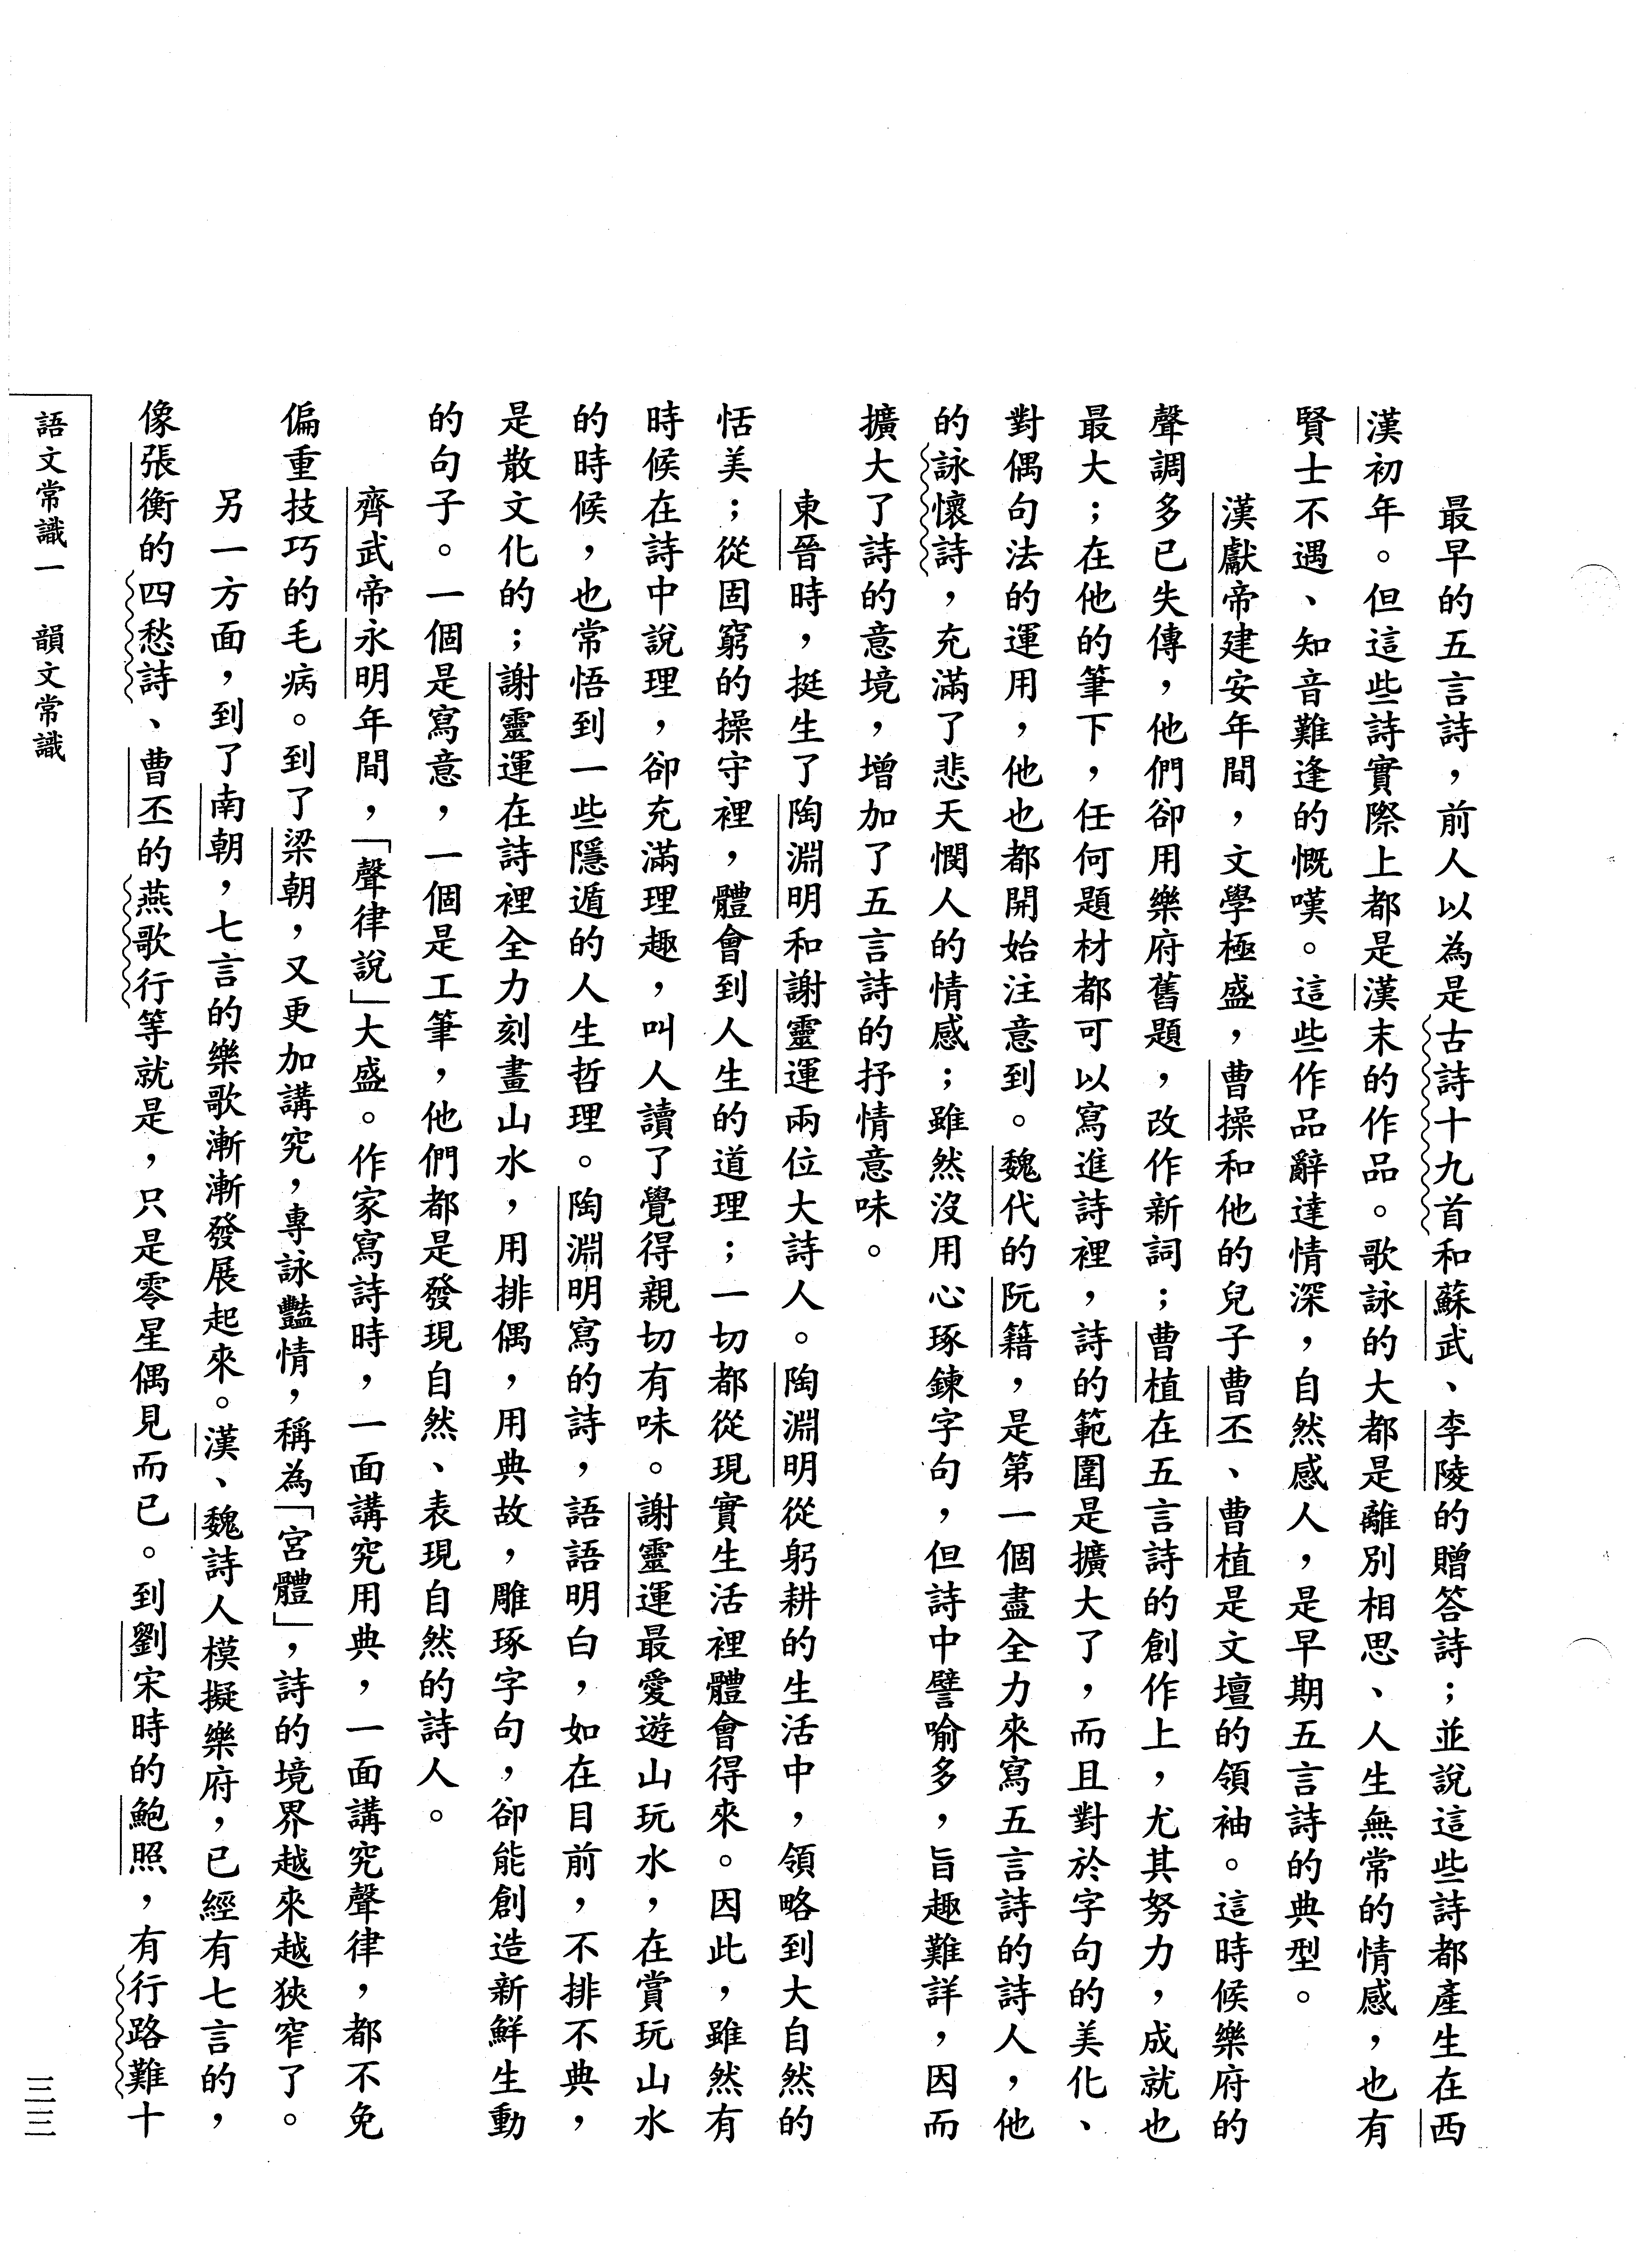 最早的五言詩，前人以為是古詩十九首和蘇武、李陵的贈答詩；並說這些詩都產生在西
漢初年。但這些詩實際上都是漢末的作品。歌詠的大都是離別相思、人生無常的情感，也有
賢士不遇、知音難逢的慨嘆。這些作品辭達情深，自然感人，是早期五言詩的典型。
漢獻帝建安年間，文學極盛，曹操和他的兒子曹丕、曹植是文壇的領袖。這時候樂府的
聲調多已失傳，他們卻用樂府舊題，改作新詞；曹植在五言詩的創作上，尤其努力，成就也
最大；在他的筆下，任何題材都可以寫進詩裡，詩的範圍是擴大了，而且對於字句的美化、
對偶句法的運用，他也都開始注意到。魏代的阮籍，是第一個盡全力來寫五言詩的詩人，他
的詠懷詩，充滿了悲天憫人的情感；雖然沒用心琢鍊字句，但詩中譬喻多，旨趣難詳，因而
擴大了詩的意境，增加了五言詩的抒情意味。
東晉時，挺生了陶淵明和謝靈運兩位大詩人。陶淵明從躬耕的生活中，領略到大自然的
恬美；從固窮的操守裡，體會到人生的道理；一切都從現實生活裡體會得來。因此，雖然有
時候在詩中說理，卻充滿理趣，叫人讀了覺得親切有味。謝靈運最愛遊山玩水，在賞玩山水
的時候，也常悟到一些隱遁的人生哲理。陶淵明寫的詩，語語明白，如在目前，不排不典，
是散文化的；謝靈運在詩裡全力刻畫山水，用排偶，用典故，雕琢字句，卻能創造新鮮生動
的句子。一個是寫意，一個是工筆，他們都是發現自然、表現自然的詩人。
齊武帝永明年間，「聲律說」大盛。作家寫詩時，一面講究用典，一面講究聲律，都不免
偏重技巧的毛病。到了梁朝，又更加講究，專詠豔情，稱為「宮體」，詩的境界越來越狹窄了。
另一方面，到了南朝，七言的樂歌漸漸發展起來。漢、魏詩人模擬樂府，已經有七言的，
像張衡的四愁詩、曹丕的燕歌行等就是，只是零星偶見而已。到劉宋時的鮑照，有行路難十
語文常識一　韻文常識
三三